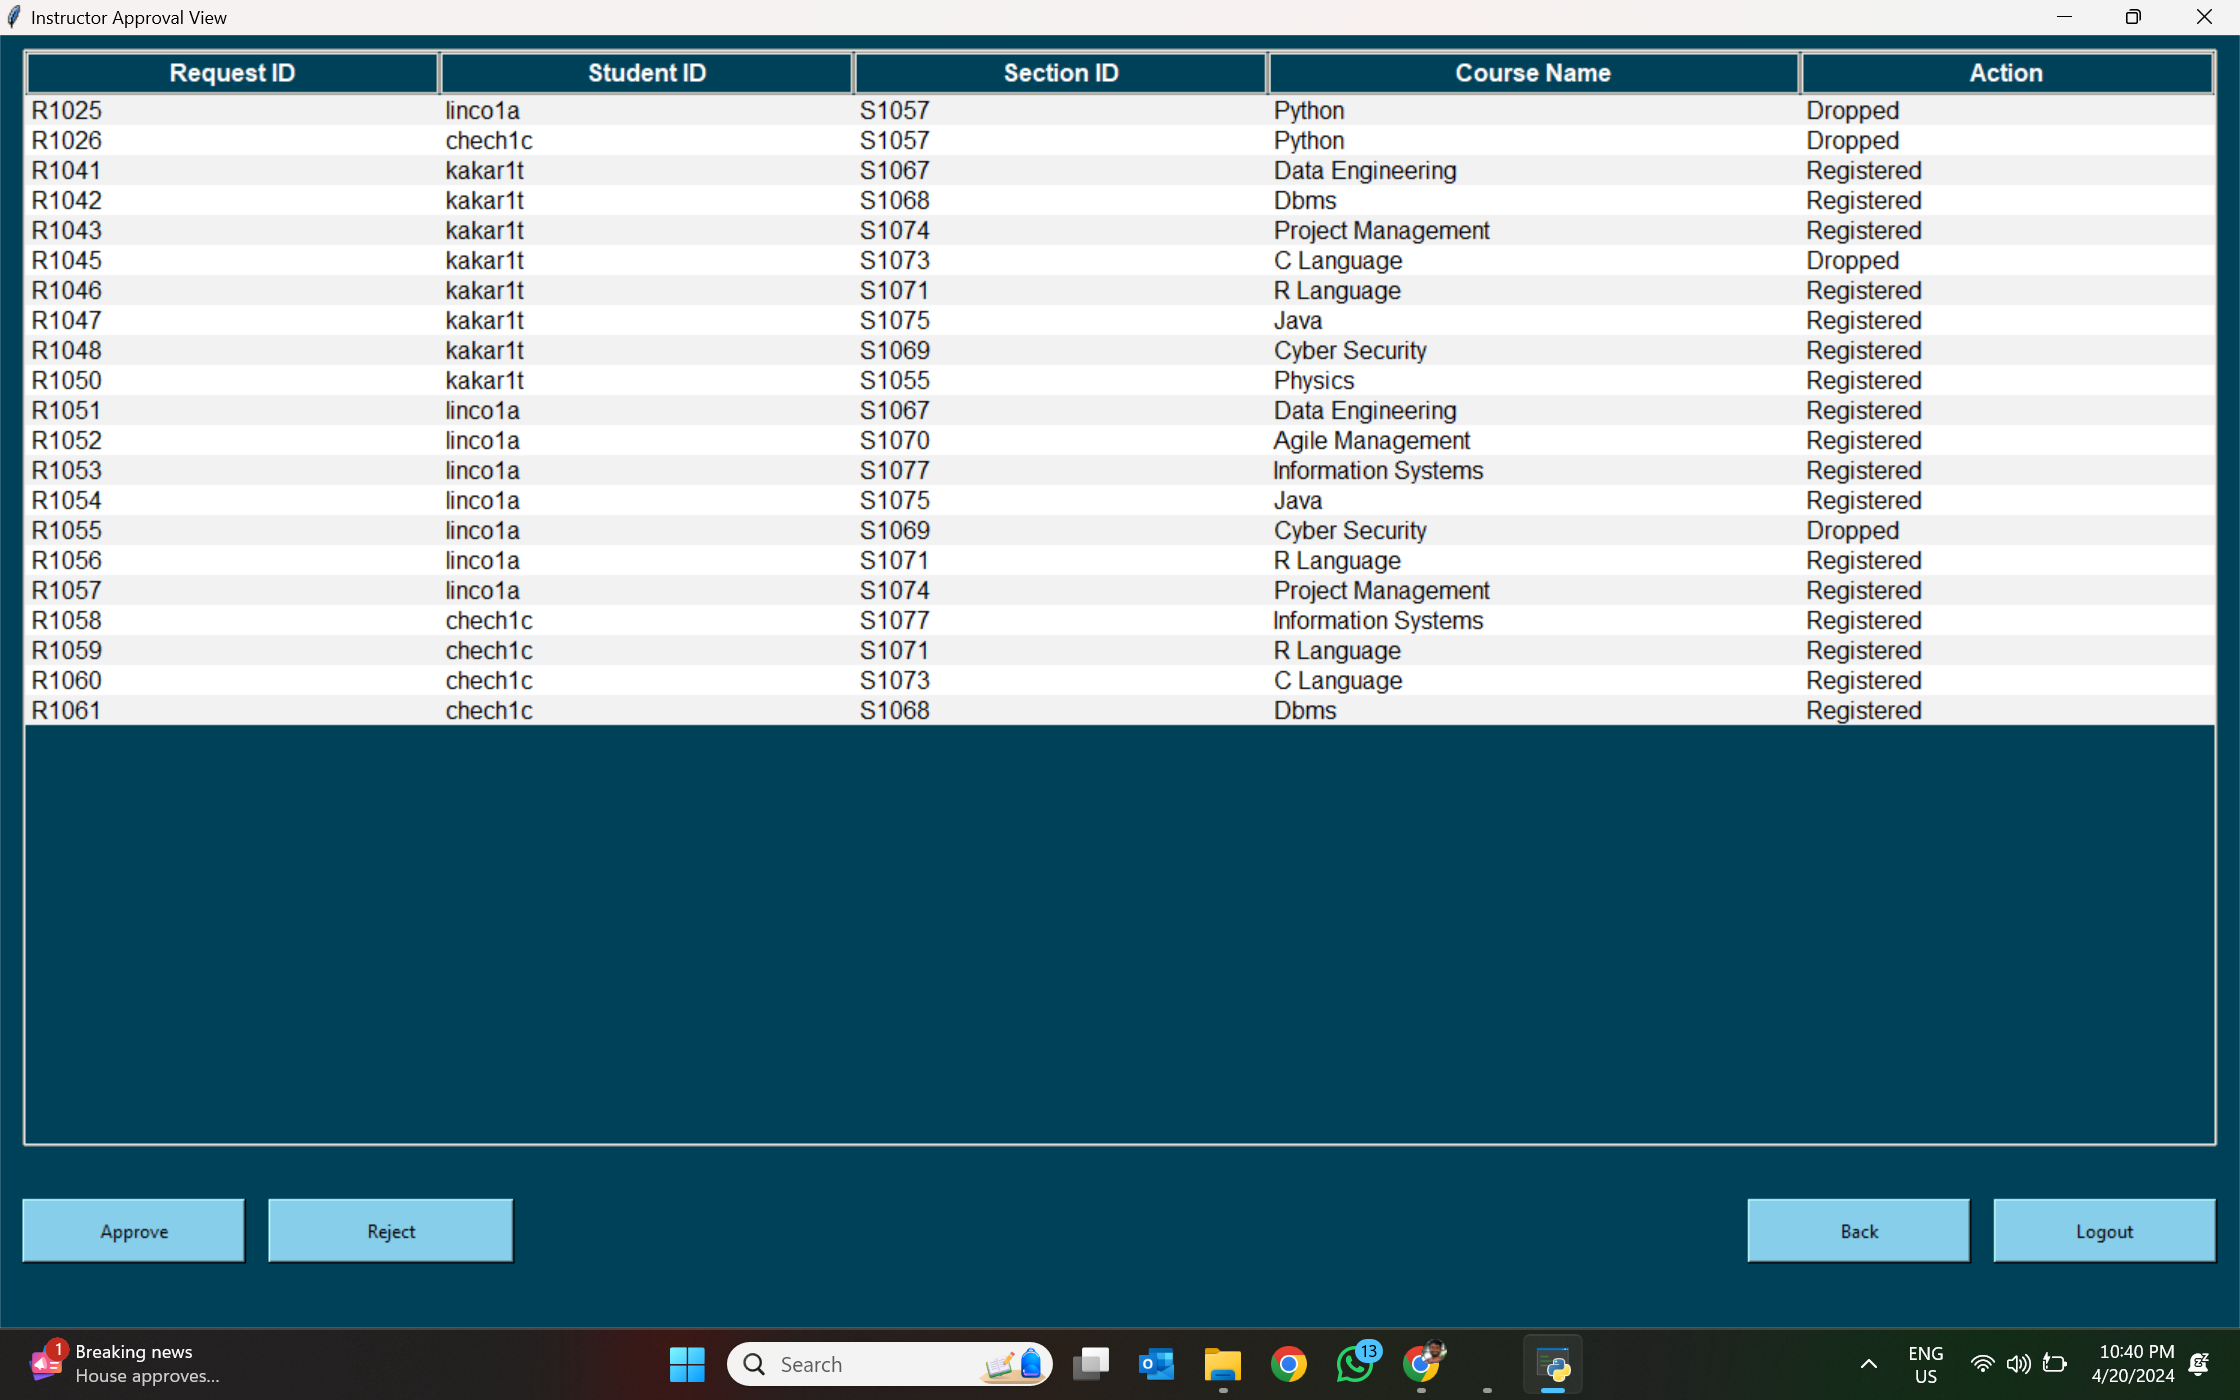 Instructor Approval View
Request ID Student ID Section ID Course Name Action
R1025 linco1a S1057 Python Dropped
R1026 chech1c S1057 Python Dropped
R1041 kakar1t S1067 Data Engineering Registered
R1042 kakar1t S1068 Dbms Registered
R1043 kakar1t S1074 Project Management Registered
R1045 kakar1t S1073 C Language Dropped
R1046 kakar1t S1071 R Language Registered
R1047 kakar1t S1075 Java Registered
R1048 kakar1t S1069 Cyber Security Registered
R1050 kakar1t S1055 Physics Registered
R1051 linco1a S1067 Data Engineering Registered
R1052 linco1a S1070 Agile Management Registered
R1053 linco1a S1077 Information Systems Registered
R1054 linco1a S1075 Java Registered
R1055 linco1a S1069 Cyber Security Dropped
R1056 linco1a S1071 R Language Registered
R1057 linco1a S1074 Project Management Registered
R1058 chech1c S1077 Information Systems Registered
R1059 chech1c S1071 R Language Registered
R1060 chech1c S1073 C Language Registered
R1061 chech1c S1068 Dbms Registered
Approve Reject Back Logout
1 Breaking news
House approves...
Search
13
ENG
US
10:40 PM
4/20/2024